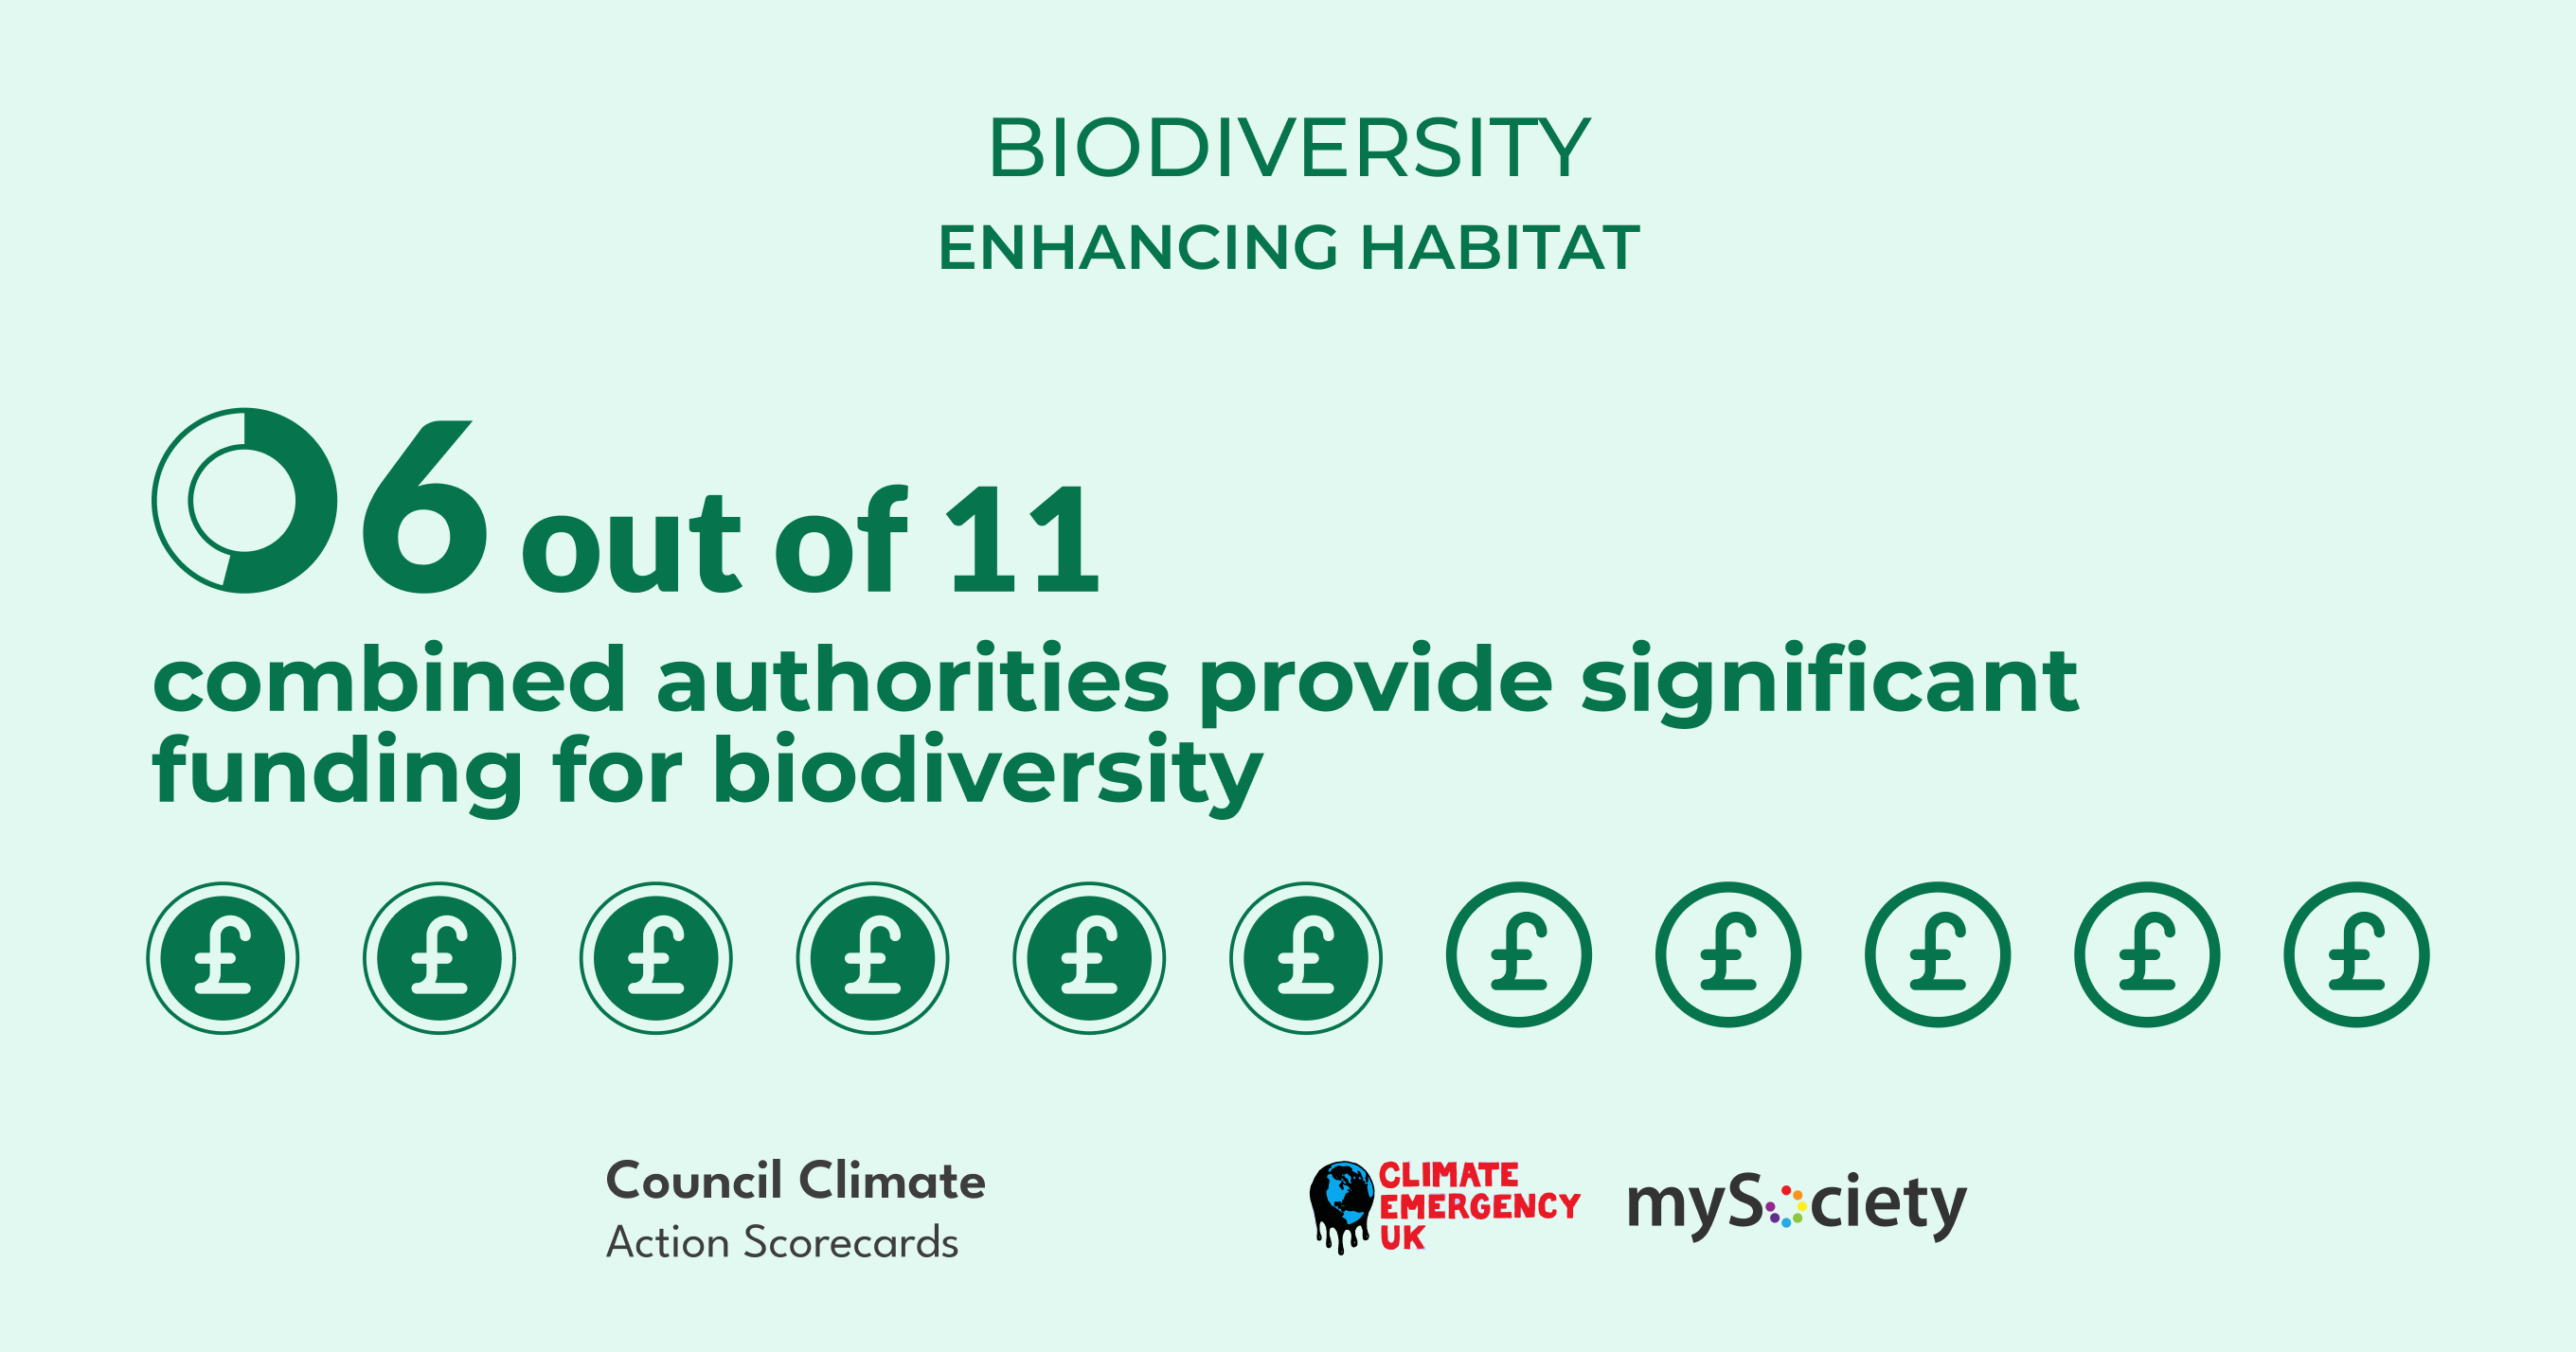 BIODIVERSITY
ENHANCING HABITAT
6 out of 11
combined authorities provide significant
funding for biodiversity
£ £ £ £ £ £ £ £ £ £ £
Council Climate
Action Scorecards
CLIMATE
EMERGENCY
UK
mySociety